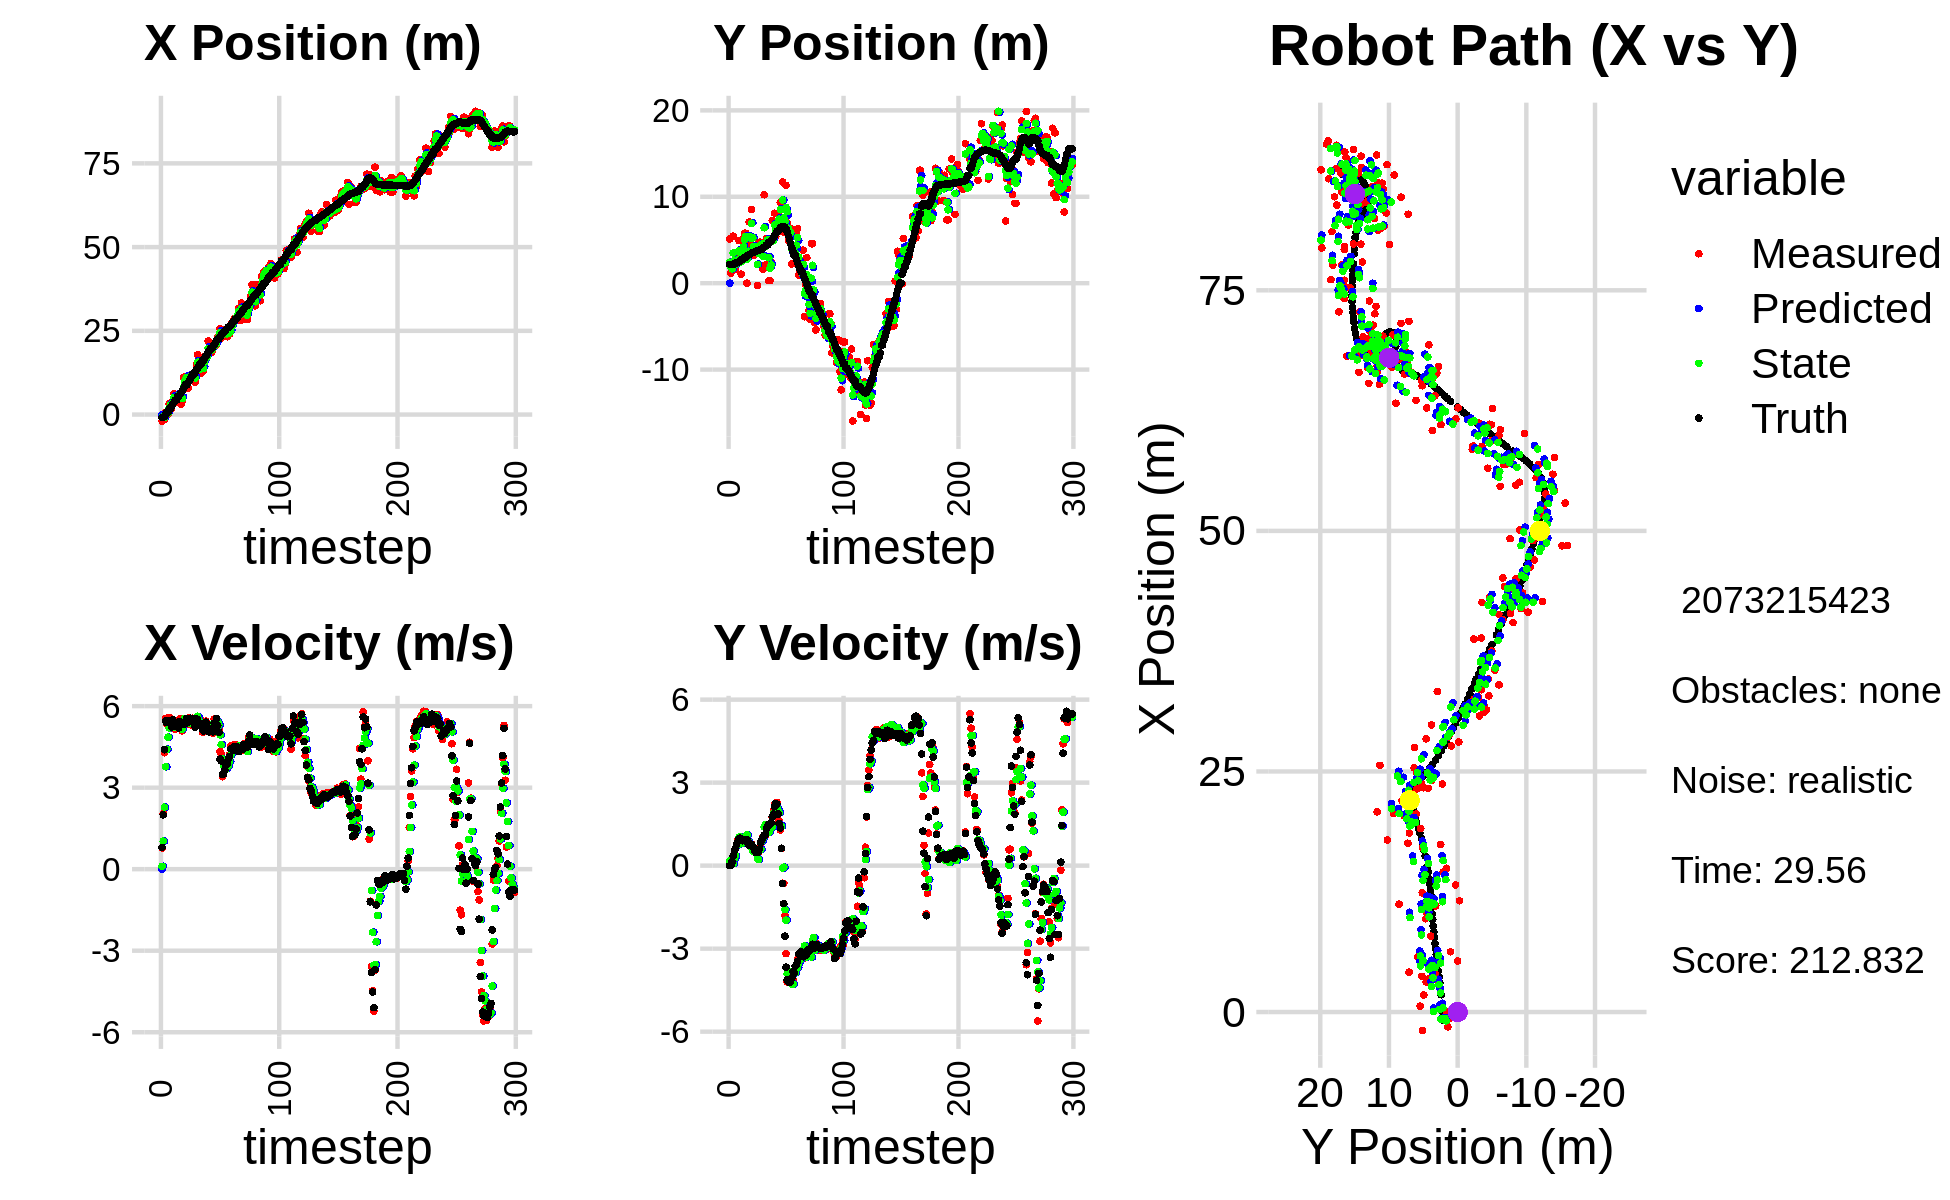 X Position (m)
75
50
25
0
0
100
200
300
timestep
Y Position (m)
20
10
0
-10
0
100
200
300
timestep
X Velocity (m/s)
6
3
0
-3
-6
0
100
200
300
timestep
Y Velocity (m/s)
6
3
0
-3
-6
0
100
200
300
timestep
Robot Path (X vs Y)
X Position (m)
75
50
25
0
20 10 0 -10 -20
Y Position (m)
variable
Measured
Predicted
State
Truth
2073215423
Obstacles: none
Noise: realistic
Time: 29.56
Score: 212.832